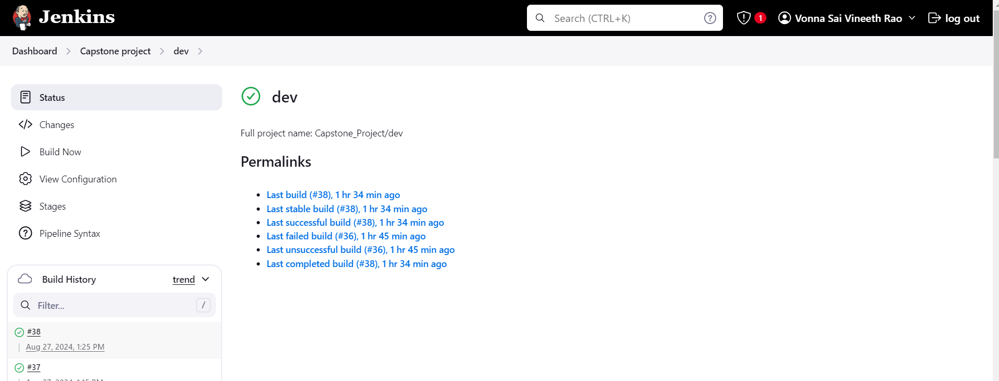 Jenkins
Search (CTRL+K)
?
1
Vonna Sai Vineeth Rao
log out
Dashboard
Capstone project
dev
Status
Changes
Build Now
View Configuration
Stages
Pipeline Syntax
Build History
trend
Filter...
/
#38
Aug 27, 2024, 1:25 PM
#37
dev
Full project name: Capstone_Project/dev
Permalinks
Last build (#38), 1 hr 34 min ago
Last stable build (#38), 1 hr 34 min ago
Last successful build (#38), 1 hr 34 min ago
Last failed build (#36), 1 hr 45 min ago
Last unsuccessful build (#36), 1 hr 45 min ago
Last completed build (#38), 1 hr 34 min ago